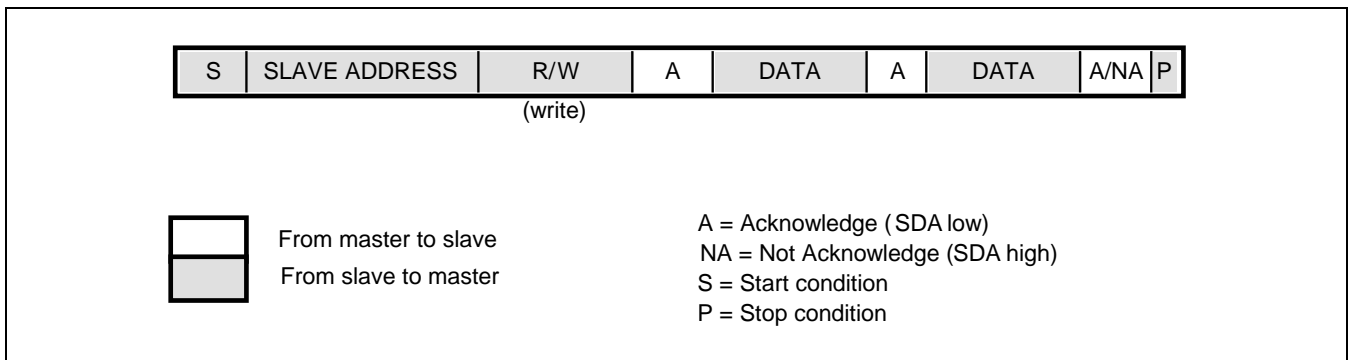 S SLAVE ADDRESS R/W A DATA A DATA A/NA P
(write)
From master to slave
From slave to master
A = Acknowledge (SDA low)
NA = Not Acknowledge (SDA high)
S = Start condition
P = Stop condition